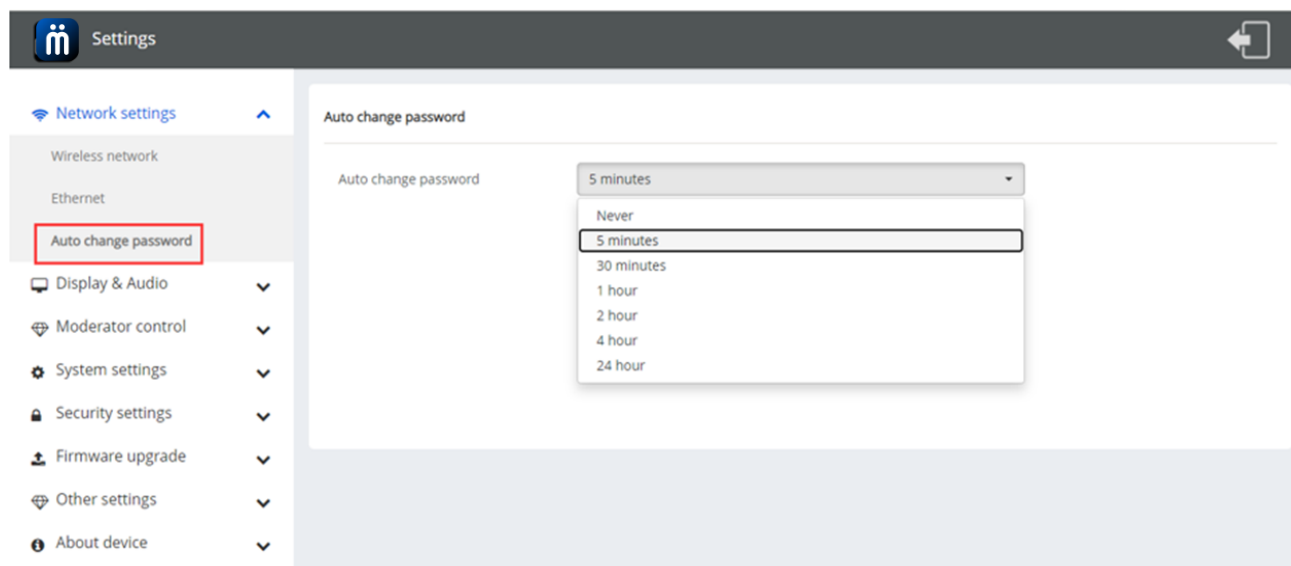 m
Settings
Network settings
Wireless network
Ethernet
Auto change password
Display & Audio
Moderator control
System settings
Security settings
Firmware upgrade
Other settings
About device
Auto change password
Auto change password
5 minutes
Never
5 minutes
30 minutes
1 hour
2 hour
4 hour
24 hour